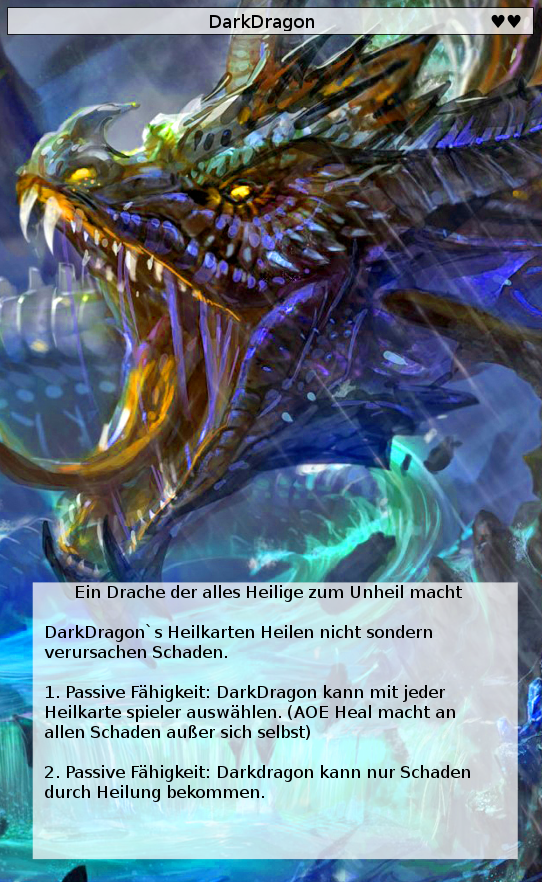 DarkDragon ♥♥
Ein Drache der alles Heilige zum Unheil macht
DarkDragon`s Heilkarten Heilen nicht sondern
verursachen Schaden.
1. Passive Fähigkeit: DarkDragon kann mit jeder
Heilkarte spieler auswählen. (AOE Heal macht an
allen Schaden außer sich selbst)
2. Passive Fähigkeit: Darkdragon kann nur Schaden
durch Heilung bekommen.